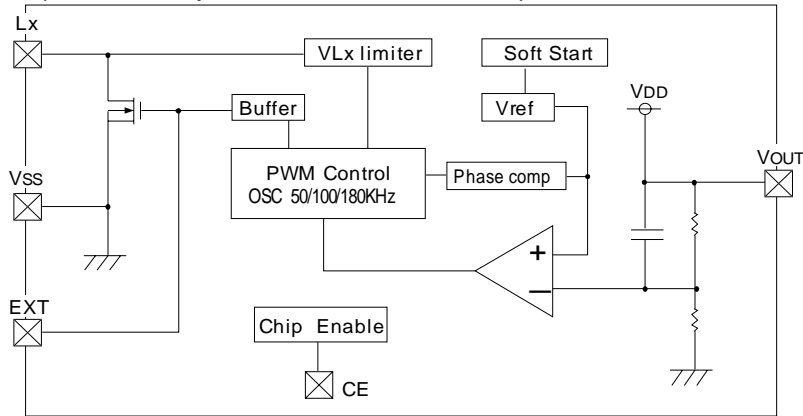 Lx
VLx limiter
Soft Start
VDD
Buffer
Vref
VOUT
VSS
PWM Control
OSC 50/100/180KHz
Phase comp
+
−
EXT
Chip Enable
CE